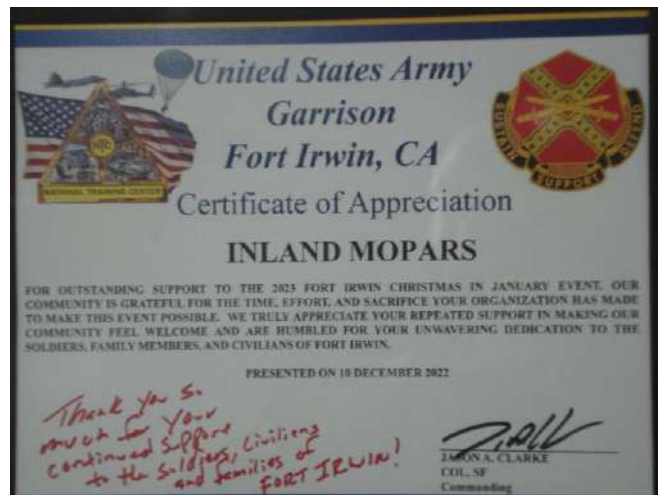 United States Army
Garrison
Fort Irwin, CA
NTC
NATIONAL TRAINING CENTER
SUSTAIN SUPPORT DEFEND
Certificate of Appreciation
INLAND MOPARS
FOR OUTSTANDING SUPPORT TO THE 2023 FORT IRWIN CHRISTMAS IN JANUARY EVENT. OUR
COMMUNITY IS GRATEFUL FOR THE TIME, EFFORT, AND SACRIFICE YOUR ORGANIZATION HAS MADE
TO MAKE THIS EVENT POSSIBLE. WE TRULY APPRECIATE YOUR REPEATED SUPPORT IN MAKING OUR
COMMUNITY FEEL WELCOME AND ARE HUMBLED FOR YOUR UNWAVERING DEDICATION TO THE
SOLDIERS, FAMILY MEMBERS, AND CIVILIANS OF FORT IRWIN.
PRESENTED ON 10 DECEMBER 2022
Thank you so
much for Your
continued Support
to the Soldiers, Civilians
and families of
FORT IRWIN!
JASON A. CLARKE
COL, SF
Commanding